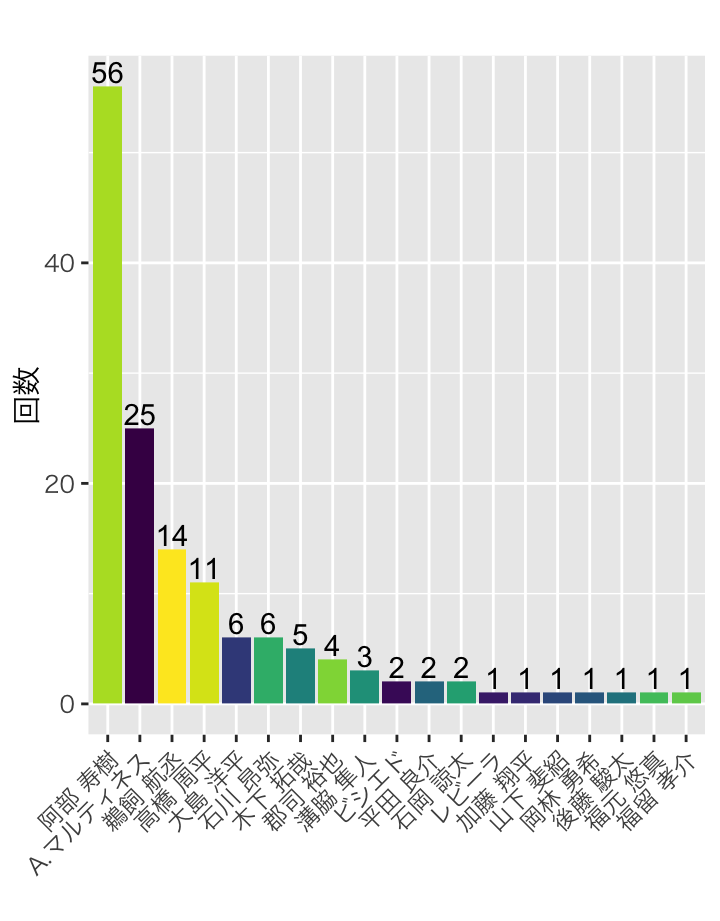 56
25
14
11
6
6
5
4
3
2
2
2
1
1
1
1
1
1
1
40
20
0
回数
阿部 寿樹
A.マルティネス
鵜飼 航丞
高橋 周平
大島 洋平
石川 昂弥
木下 拓哉
郡司 裕也
溝脇 隼人
ビシエド
平田 良介
石岡 諒太
レビーラ
加藤 翔平
山下 斐紹
岡林 勇希
後藤 駿太
福元 悠真
福留 孝介